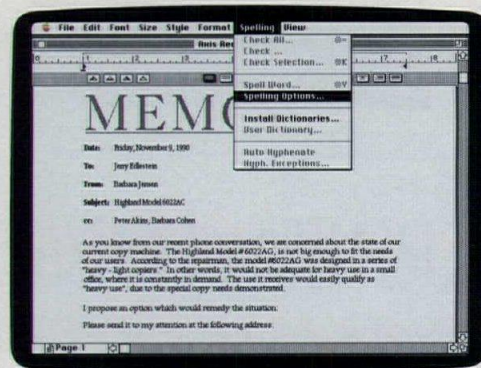 File Edit Font Size Style Format Spelling View
Axis Re
Check All... ⌘=
Check ...
Check Selection... ⌘K
Spell Word... ⌘Y
Spelling Options...
Install Dictionaries...
User Dictionary...
Auto Hyphenate
Hyph. Exceptions...
MEMO
Date: Friday, November 9, 1990
To: Jerry Edlestein
From: Barbara Jensen
Subject: Highland Model 6022AC
cc: Peter Akins, Barbara Cohen
As you know from our recent phone conversation, we are concerned about the state of our
current copy machine. The Highland Model #6022AG, is not big enough to fit the needs
of our users. According to the repairman, the model #6022AG was designed in a series of
"heavy - light copiers." In other words, it would not be adequate for heavy use in a small
office, where it is constantly in demand. The use it receives would easily qualify as
"heavy use", due to the special copy needs demonstrated.
I propose an option which would remedy the situation:
Please send it to my attention at the following address:
Page 1